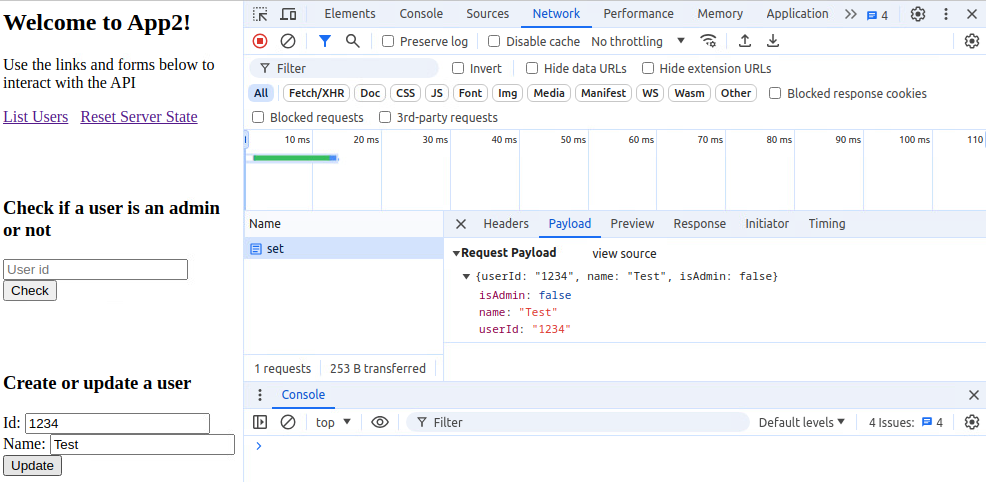 Welcome to App2!
Use the links and forms below to
interact with the API
List Users Reset Server State
Check if a user is an admin
or not
User id
Check
Create or update a user
Id: 1234
Name: Test
Update
Elements Console Sources Network Performance Memory Application 4
Preserve log Disable cache No throttling
Filter Invert Hide data URLs Hide extension URLs
All Fetch/XHR Doc CSS JS Font Img Media Manifest WS Wasm Other Blocked response cookies
Blocked requests 3rd-party requests
10 ms 20 ms 30 ms 40 ms 50 ms 60 ms 70 ms 80 ms 90 ms 100 ms 110
Name
set
1 requests 253 B transferred
Headers Payload Preview Response Initiator Timing
Request Payload view source
{userId: "1234", name: "Test", isAdmin: false}
isAdmin: false
name: "Test"
userId: "1234"
Console
top Filter Default levels 4 Issues: 4